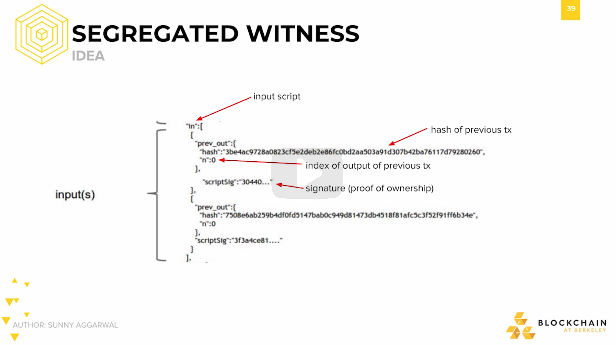 39
SEGREGATED WITNESS
IDEA
input script
"in":[
{
hash of previous tx
"prev_out":{
"hash":"3be4ac9728a0823cf5e2deb2e86fc0bd2aa503a91d307b42ba76117d79280260",
"n":0
index of output of previous tx
},
"scriptSig":"30440..."
signature (proof of ownership)
},
input(s)
{
"prev_out":{
"hash":"7508e6ab259b4df0fd5147bab0c949d81473db4518f81afc5c3f52f91ff6b34e",
"n":0
},
"scriptSig":"3f3a4ce81...."
}
],
AUTHOR: SUNNY AGGARWAL
BLOCKCHAIN
AT BERKELEY